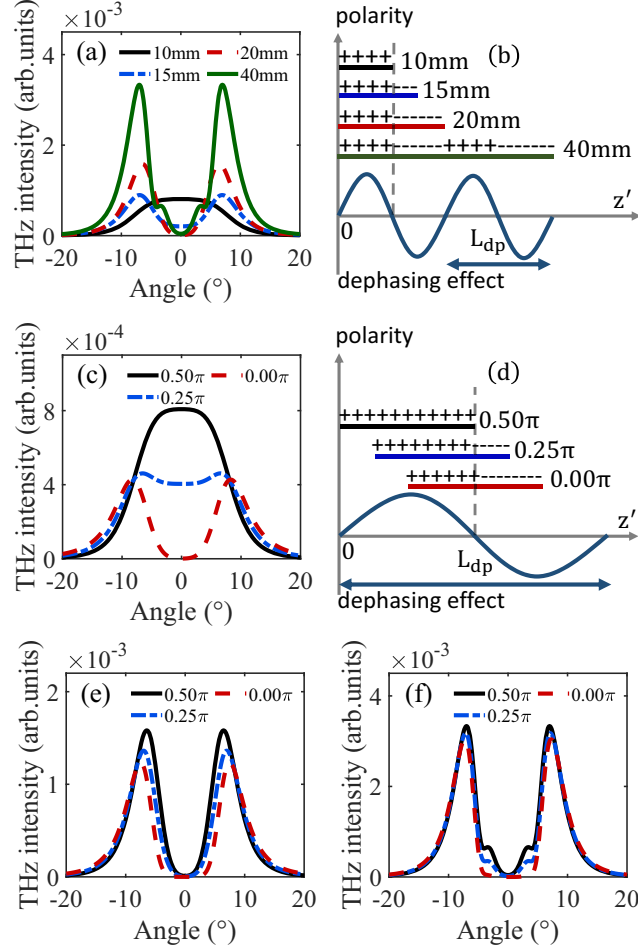 ×10⁻³
THz intensity (arb.units)
4
2
0
(a)
10mm
20mm
15mm
40mm
-20 -10 0 10 20
Angle (°)
polarity
(b)
++++
10mm
++++-----
15mm
++++---------
20mm
++++---------++++---------
40mm
z′
0
L_dp
dephasing effect
×10⁻⁴
THz intensity (arb.units)
8
4
0
(c)
0.50π
0.00π
0.25π
-20 -10 0 10 20
Angle (°)
polarity
(d)
+++++++++++
0.50π
++++++++-----
0.25π
++++++---------
0.00π
z′
0
L_dp
dephasing effect
×10⁻³
THz intensity (arb.units)
2
1
0
(e)
0.50π
0.00π
0.25π
-20 -10 0 10 20
Angle (°)
×10⁻³
THz intensity (arb.units)
4
2
0
(f)
0.50π
0.00π
0.25π
-20 -10 0 10 20
Angle (°)